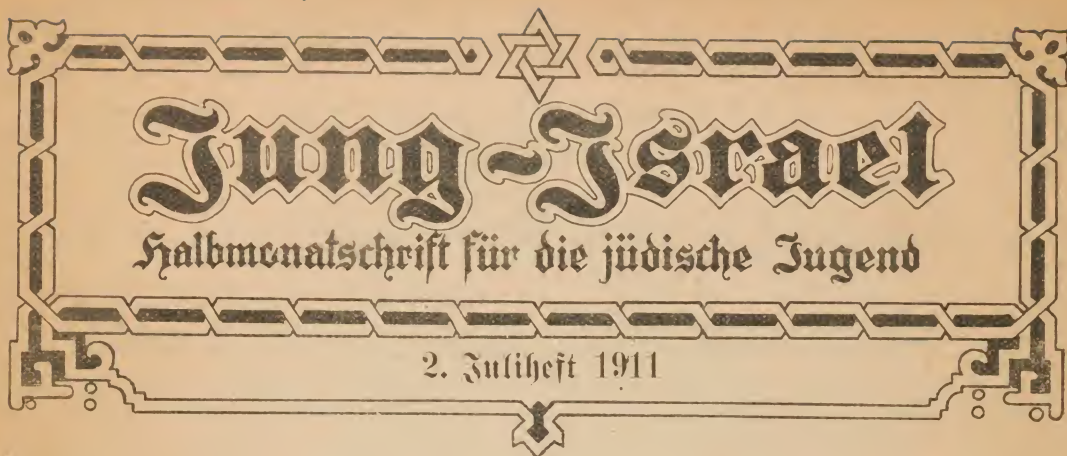 Jung-Israel
Halbmonatschrift für die jüdische Jugend
2. Juliheft 1911